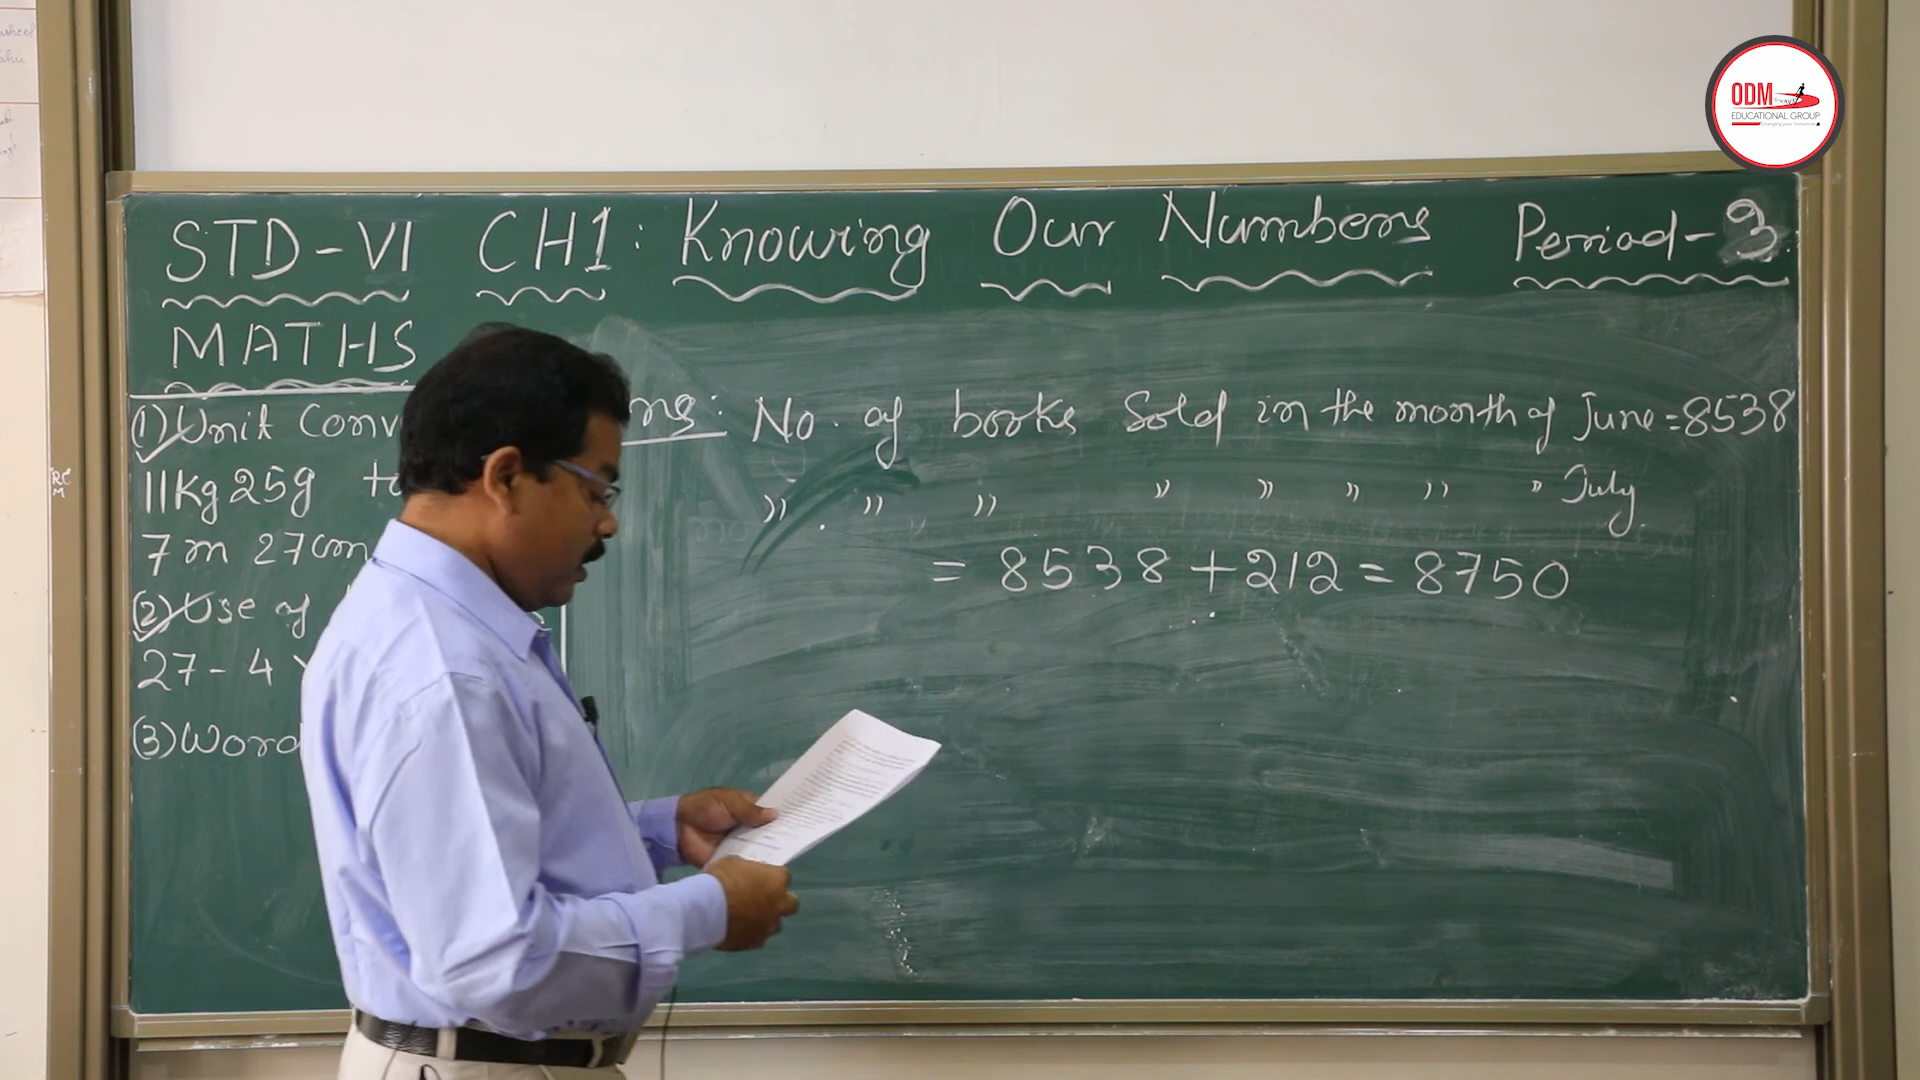 STD-VI CH1: Knowing Our Numbers Period-3
MATHS
(1) Unit Conv
11kg 25g to
7m 27cm
(2) Use of
27-4
(3) Word
Ans: No. of books Sold in the month of June=8538
" . " " " " " " " July
= 8538+212=8750
ODM
EDUCATIONAL GROUP